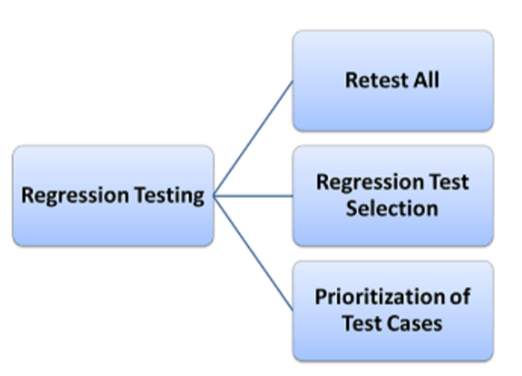 Retest All
Regression Testing
Regression Test
Selection
Prioritization of
Test Cases